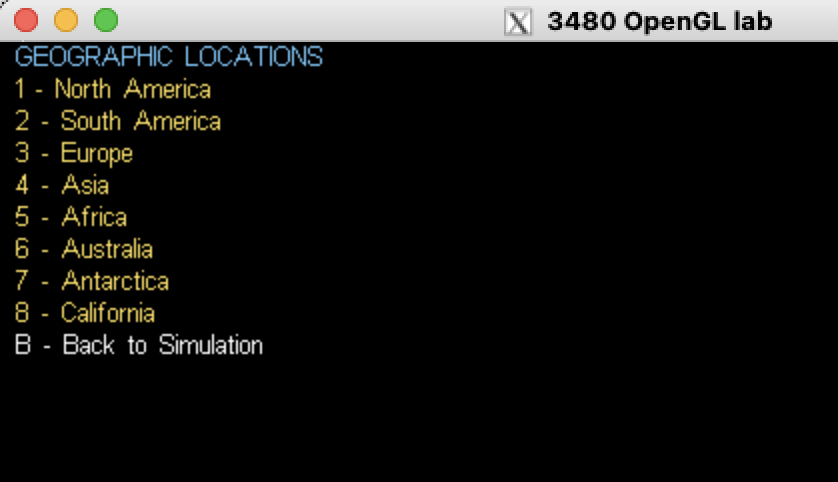 3480 OpenGL lab
GEOGRAPHIC LOCATIONS
1 - North America
2 - South America
3 - Europe
4 - Asia
5 - Africa
6 - Australia
7 - Antarctica
8 - California
B - Back to Simulation